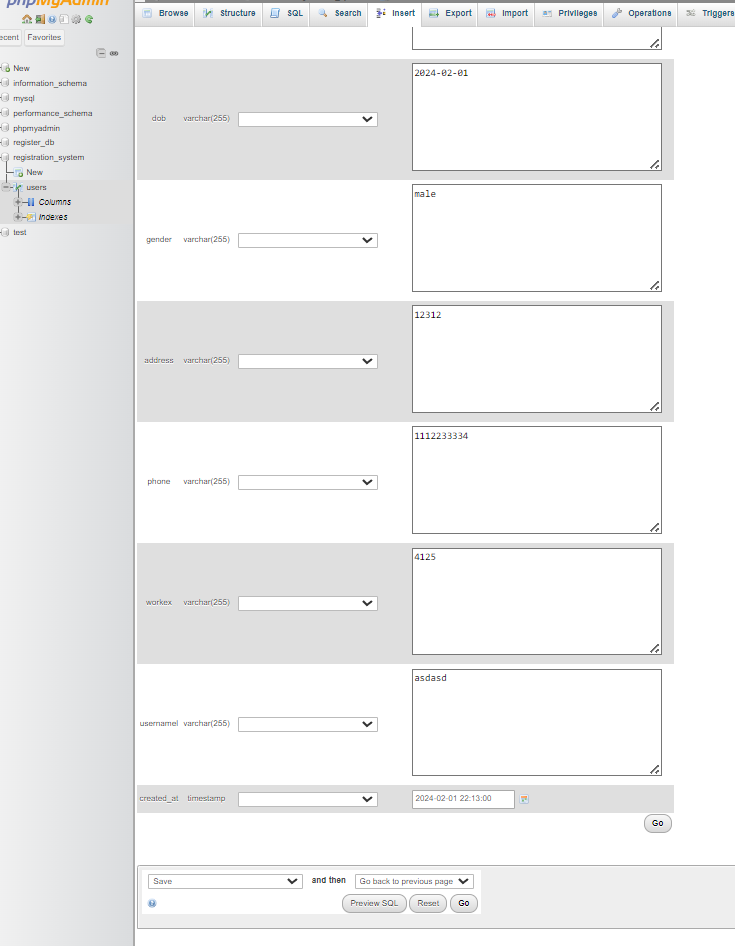 phpMyAdmin
Browse Structure SQL Search Insert Export Import Privileges Operations Triggers
ecent Favorites
New
information_schema
mysql
performance_schema
phpmyadmin
register_db
registration_system
New
users
Columns
Indexes
test
dob varchar(255) 2024-02-01
gender varchar(255) male
address varchar(255) 12312
phone varchar(255) 1112233334
workex varchar(255) 4125
usernamel varchar(255) asdasd
created_at timestamp 2024-02-01 22:13:00
Go
Save and then Go back to previous page
Preview SQL Reset Go